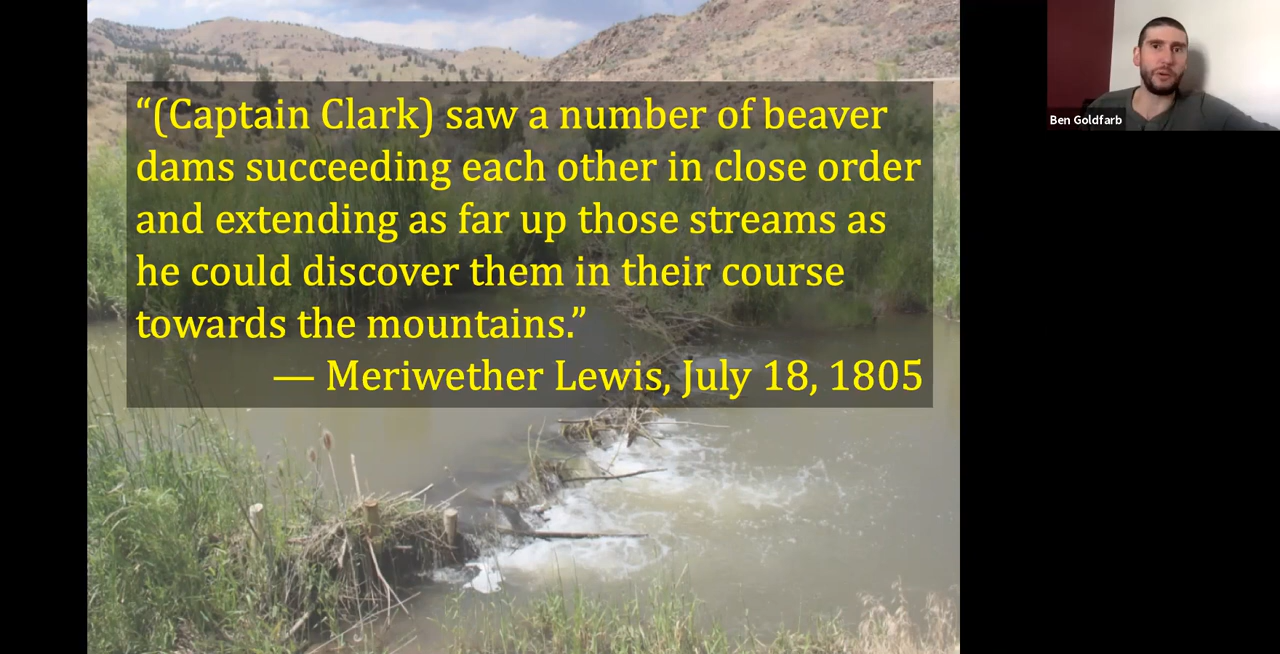 “(Captain Clark) saw a number of beaver
dams succeeding each other in close order
and extending as far up those streams as
he could discover them in their course
towards the mountains.”
— Meriwether Lewis, July 18, 1805
Ben Goldfarb